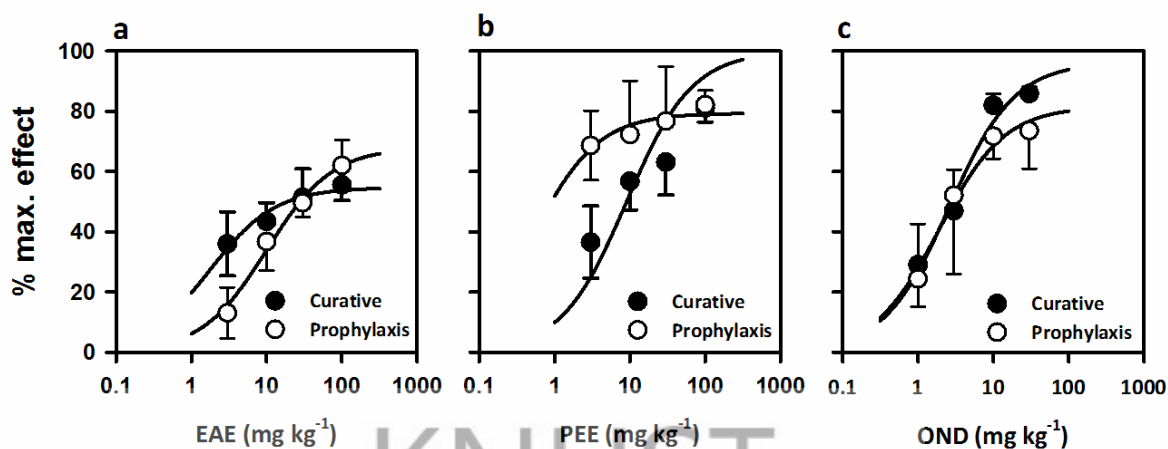 a
b
c
100
80
60
40
20
0
% max. effect
Curative
Prophylaxis
Curative
Prophylaxis
Curative
Prophylaxis
0.1 1 10 100 1000
0.1 1 10 100 1000
0.1 1 10 100 1000
EAE (mg kg⁻¹)
PEE (mg kg⁻¹)
OND (mg kg⁻¹)
KNUST